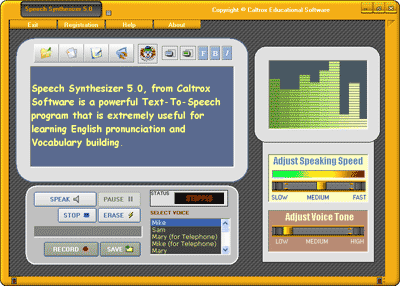 Speech Synthesizer 5.0
Copyright @ Caltrox Educational Software
Exit Registration Help About
F B I
Speech Synthesizer 5.0, from Caltrox
Software is a powerful Text-To-Speech
program that is extremely useful for
learning English pronunciation and
Vocabulary building.
SPEAK PAUSE
STOP ERASE
RECORD SAVE
STATUS
STOPPED
SELECT VOICE
Mike
Sam
Mary (for Telephone)
Mike (for Telephone)
Mary
Adjust Speaking Speed
SLOW MEDIUM FAST
Adjust Voice Tone
LOW MEDIUM HIGH